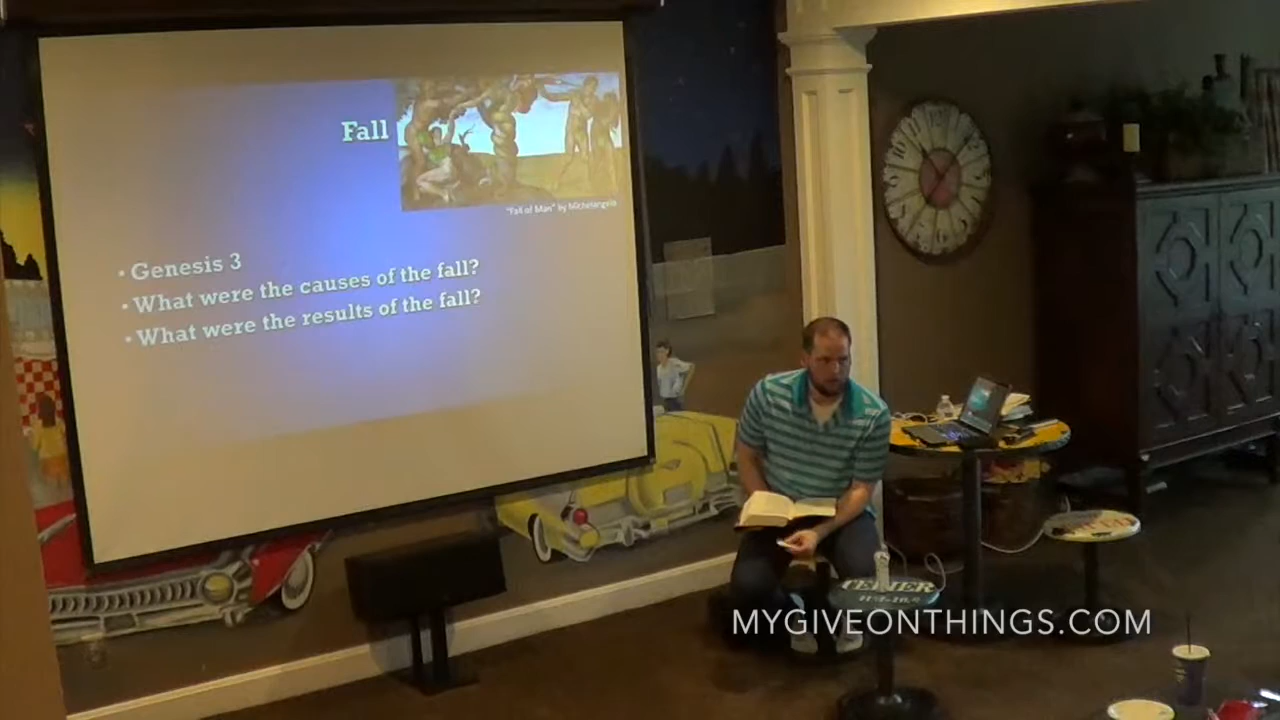 Fall
"Fall of Man" by Michelangelo
• Genesis 3
• What were the causes of the fall?
• What were the results of the fall?
MYGIVEONTHINGS.COM